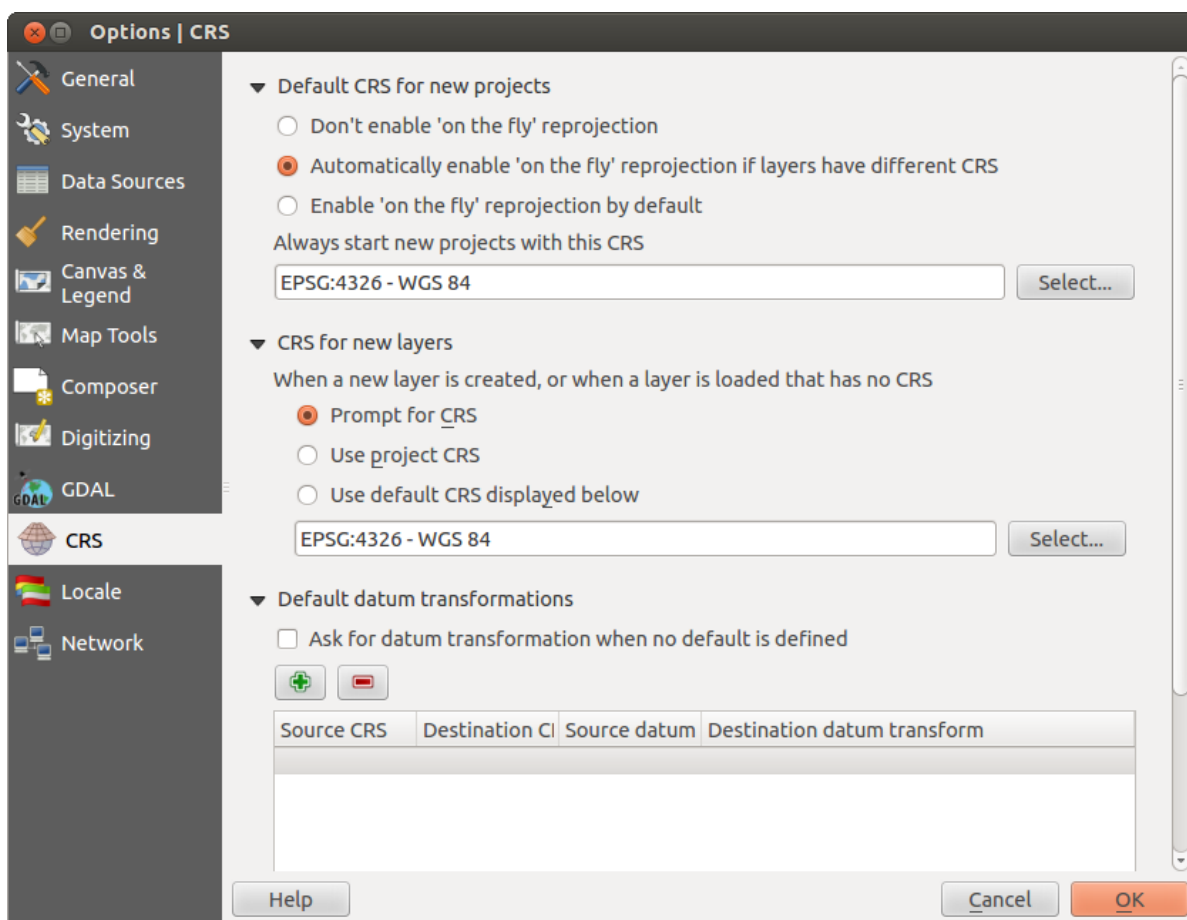 Options | CRS
General
System
Data Sources
Rendering
Canvas &
Legend
Map Tools
Composer
Digitizing
GDAL
GDAL
CRS
Locale
Network
Default CRS for new projects
Don't enable 'on the fly' reprojection
Automatically enable 'on the fly' reprojection if layers have different CRS
Enable 'on the fly' reprojection by default
Always start new projects with this CRS
EPSG:4326 - WGS 84
Select...
CRS for new layers
When a new layer is created, or when a layer is loaded that has no CRS
Prompt for CRS
Use project CRS
Use default CRS displayed below
EPSG:4326 - WGS 84
Select...
Default datum transformations
Ask for datum transformation when no default is defined
Source CRS Destination CI Source datum Destination datum transform
Help
Cancel
OK